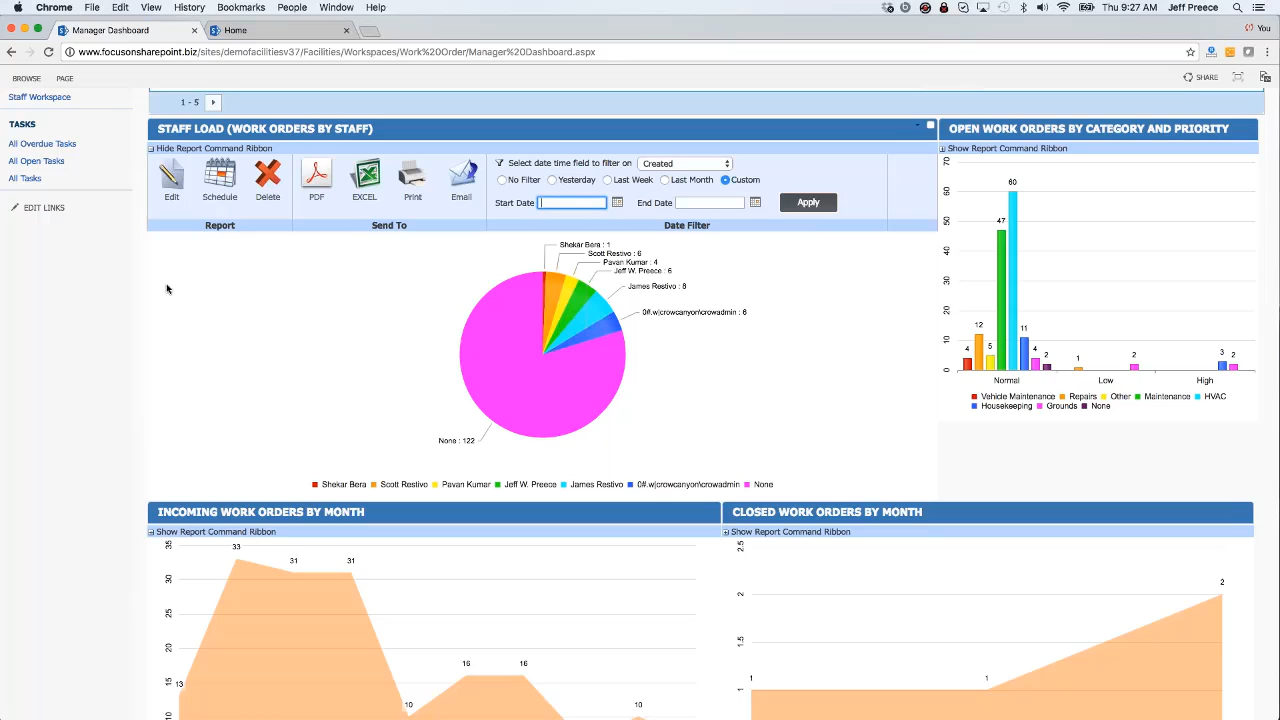 Chrome File Edit View History Bookmarks People Window Help Thu 9:27 AM Jeff Preece
Manager Dashboard Home You
www.focusonsharepoint.biz/sites/demofacilitiesv37/Facilities/Workspaces/Work%20Order/Manager%20Dashboard.aspx
BROWSE PAGE SHARE
Staff Workspace
TASKS
All Overdue Tasks
All Open Tasks
All Tasks
EDIT LINKS
1 - 5
STAFF LOAD (WORK ORDERS BY STAFF)
Hide Report Command Ribbon
Edit Schedule Delete
Report
PDF EXCEL Print Email
Send To
Select date time field to filter on Created
No Filter Yesterday Last Week Last Month Custom
Start Date End Date Apply
Date Filter
Shekar Bera : 1
Scott Restivo : 6
Pavan Kumar : 4
Jeff W. Preece : 6
James Restivo : 8
0#.w|crowcanyon\crowadmin : 6
None : 122
Shekar Bera Scott Restivo Pavan Kumar Jeff W. Preece James Restivo 0#.w|crowcanyon\crowadmin None
OPEN WORK ORDERS BY CATEGORY AND PRIORITY
Show Report Command Ribbon
70
60
50
40
30
20
10
0
4 12 5 47 60 11 4 2 1 2 3 2
Normal Low High
Vehicle Maintenance Repairs Other Maintenance HVAC
Housekeeping Grounds None
INCOMING WORK ORDERS BY MONTH
Show Report Command Ribbon
35
30
25
20
15
10
13 33 31 31 10 16 16 10
CLOSED WORK ORDERS BY MONTH
Show Report Command Ribbon
2.5
2
1.5
1
1 1 2